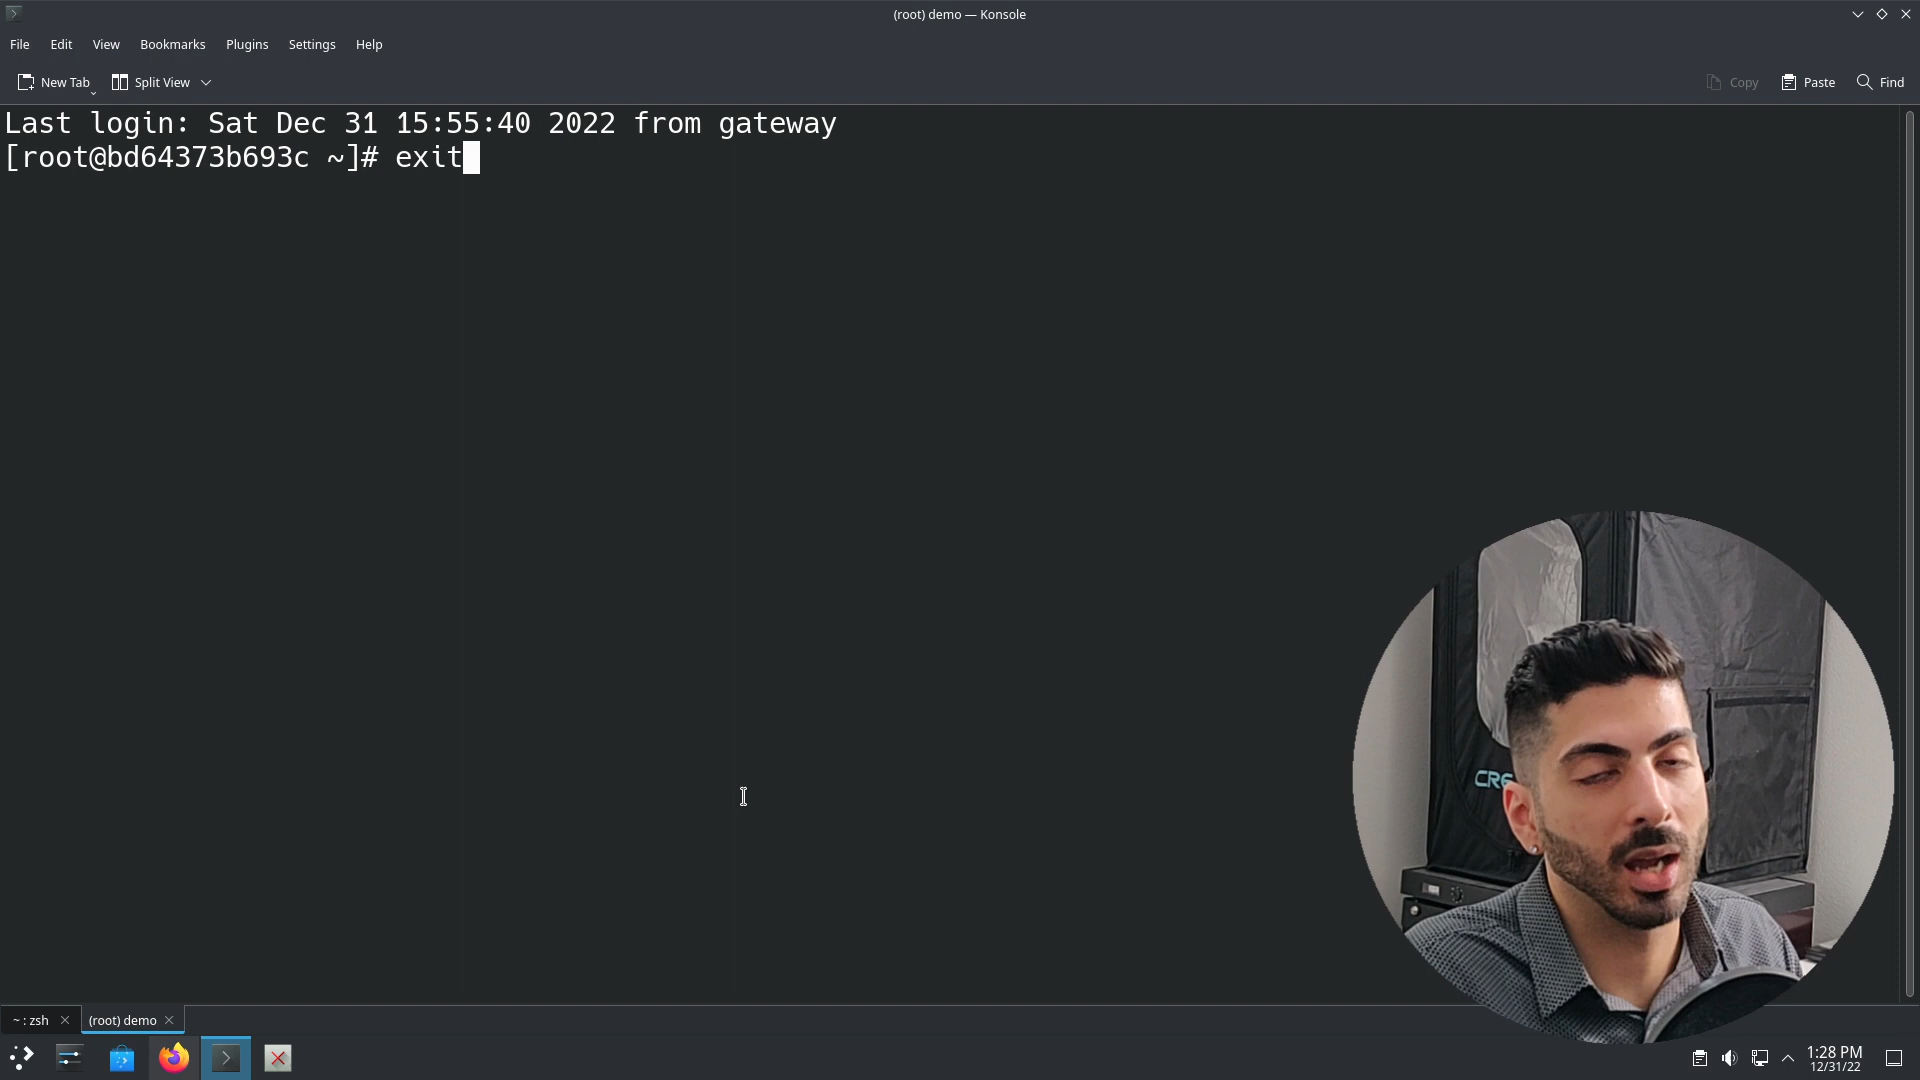 (root) demo — Konsole
File Edit View Bookmarks Plugins Settings Help
New Tab Split View Copy Paste Find
Last login: Sat Dec 31 15:55:40 2022 from gateway
[root@bd64373b693c ~]# exit
~ : zsh (root) demo
1:28 PM
12/31/22